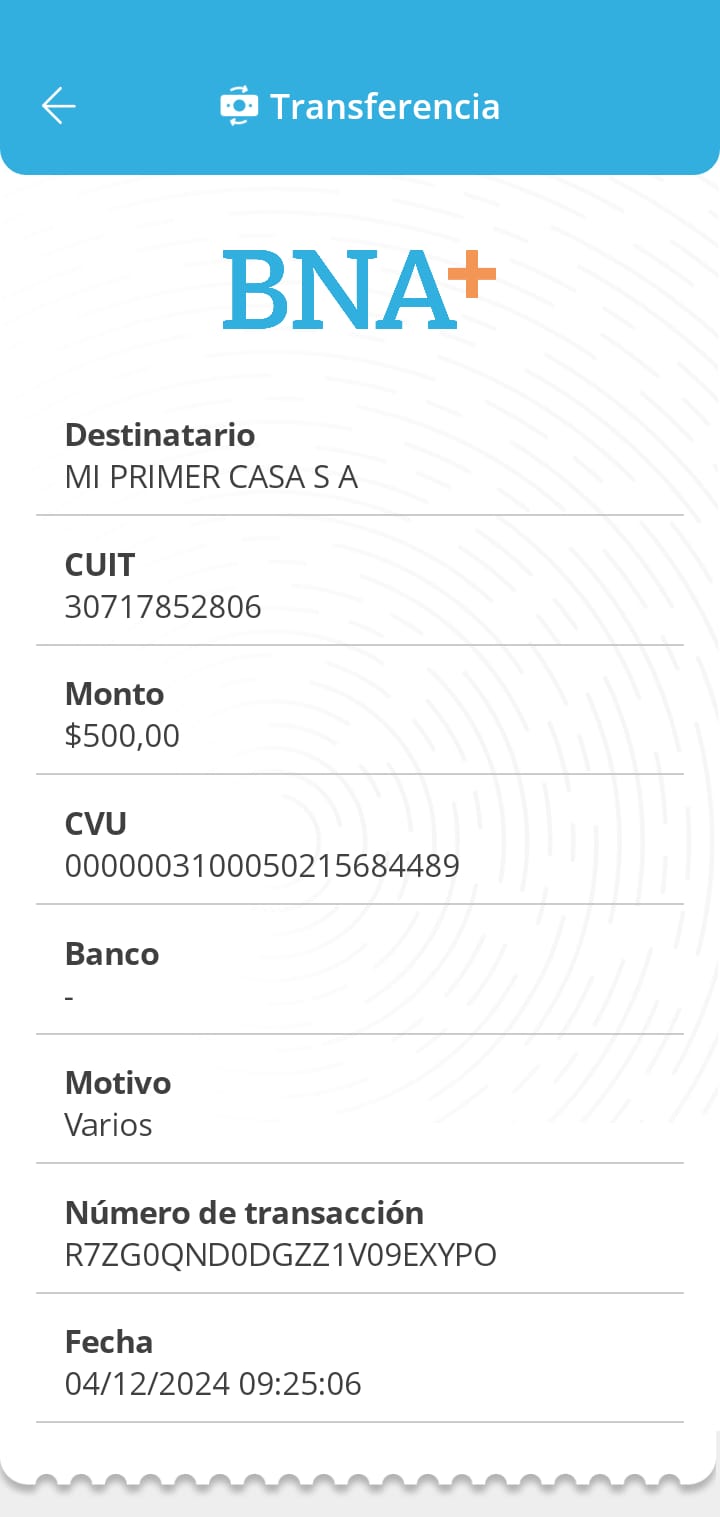 Transferencia
BNA+
Destinatario
MI PRIMER CASA S A
CUIT
30717852806
Monto
$500,00
CVU
0000003100050215684489
Banco
-
Motivo
Varios
Número de transacción
R7ZG0QND0DGZZ1V09EXYPO
Fecha
04/12/2024 09:25:06